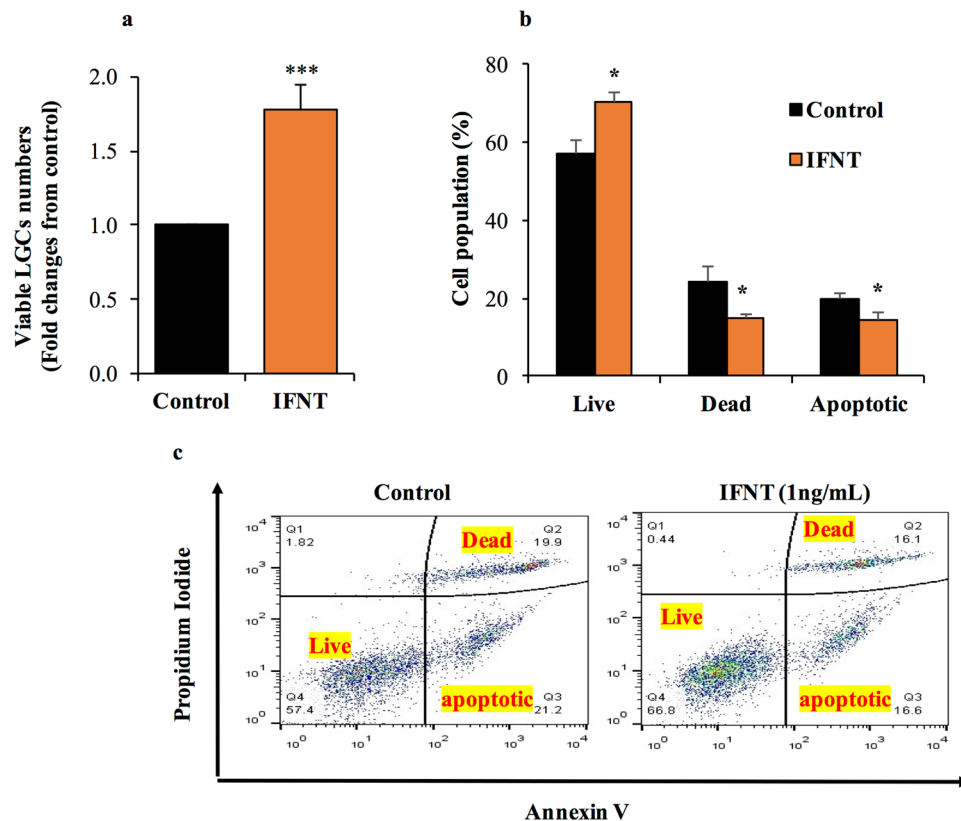 a
Viable LGCs numbers
(Fold changes from control)
2.0
1.5
1.0
0.5
0.0
***
Control
IFNT
b
Cell population (%)
80
60
40
20
0
*
*
*
Control
IFNT
Live
Dead
Apoptotic
c
Propidium Iodide
Control
10^4
10^3
10^2
10^1
10^0
Q1
1.82
Dead
Q2
19.9
Live
Q4
57.4
apoptotic
Q3
21.2
10^0 10^1 10^2 10^3 10^4
IFNT (1ng/mL)
10^4
10^3
10^2
10^1
10^0
Q1
0.44
Dead
Q2
16.1
Live
Q4
66.8
apoptotic
Q3
16.6
10^0 10^1 10^2 10^3 10^4
Annexin V